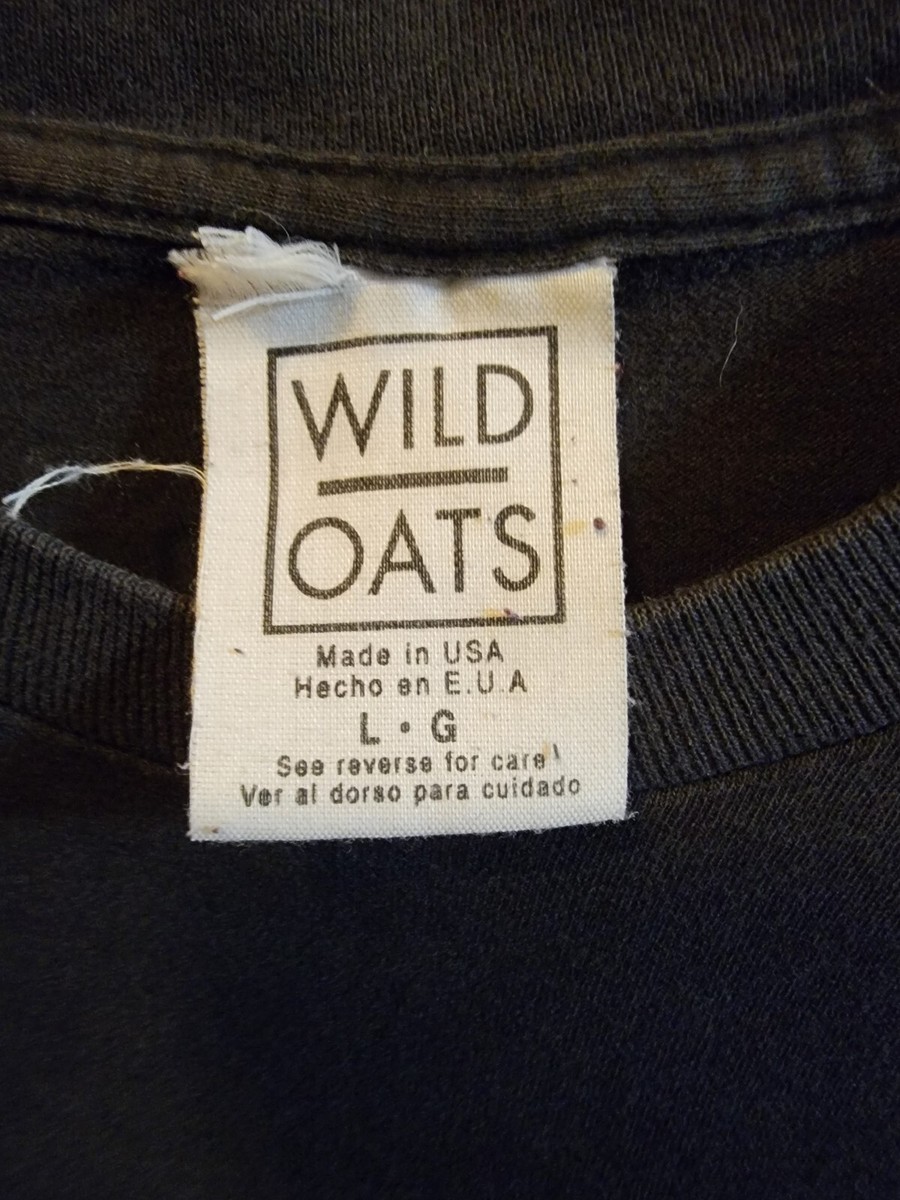 WILD
OATS
Made in USA
Hecho en E.U.A
L • G
See reverse for care
Ver al dorso para cuidado